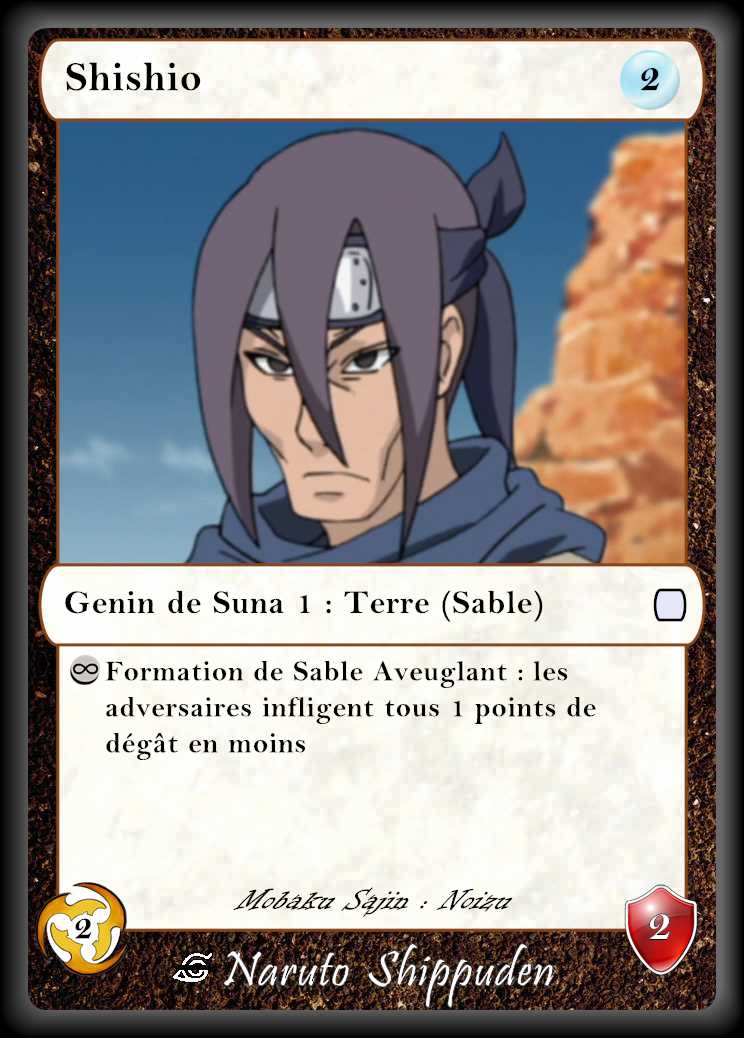 Shishio
2
Genin de Suna 1 : Terre (Sable)
Formation de Sable Aveuglant : les
adversaires infligent tous 1 points de
dégât en moins
Mobaku Sajin : Noizu
2
2
Naruto Shippuden